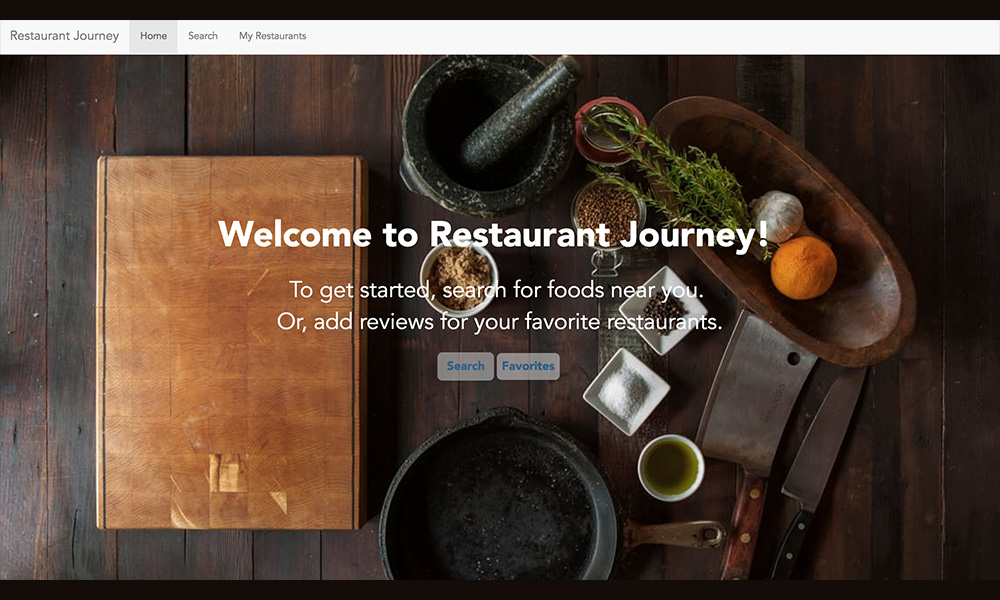 Restaurant Journey Home Search My Restaurants
Welcome to Restaurant Journey!
To get started, search for foods near you.
Or, add reviews for your favorite restaurants.
Search Favorites